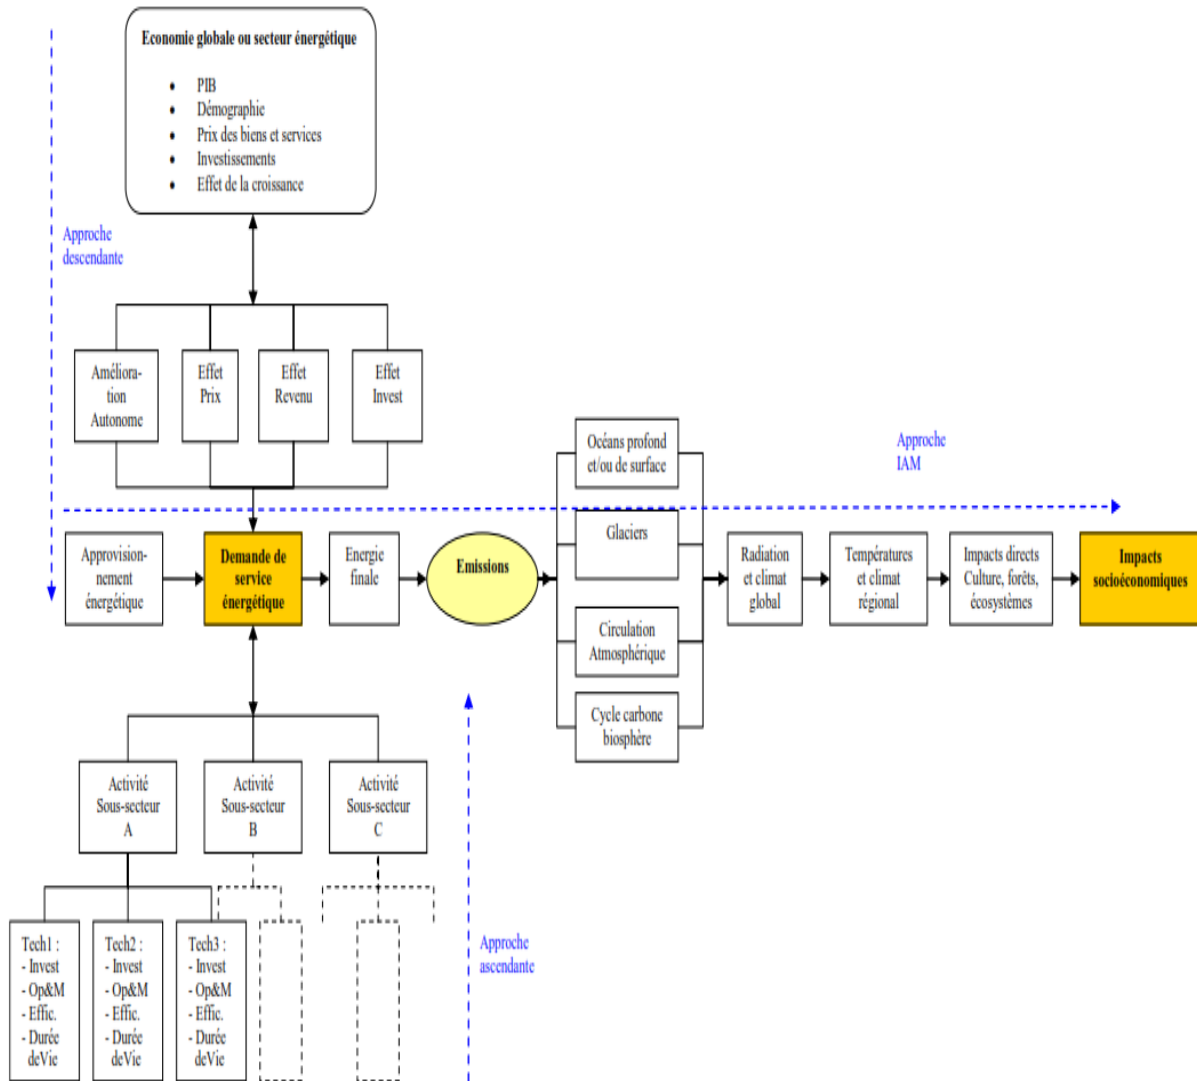 Economie globale ou secteur énergétique
• PIB
• Démographie
• Prix des biens et services
• Investissements
• Effet de la croissance
Approche
descendante
Améliora-
tion
Autonome
Effet
Prix
Effet
Revenu
Effet
Invest
Approche
IAM
Approvision-
nement
énergétique
Demande de
service
énergétique
Energie
finale
Emissions
Océans profond
et/ou de surface
Glaciers
Circulation
Atmosphérique
Cycle carbone
biosphère
Radiation
et climat
global
Températures
et climat
régional
Impacts directs
Culture, forêts,
écosystèmes
Impacts
socioéconomiques
Activité
Sous-secteur
A
Activité
Sous-secteur
B
Activité
Sous-secteur
C
Tech1 :
- Invest
- Op&M
- Effic.
- Durée
deVie
Tech2 :
- Invest
- Op&M
- Effic.
- Durée
deVie
Tech3 :
- Invest
- Op&M
- Effic.
- Durée
deVie
Approche
ascendante